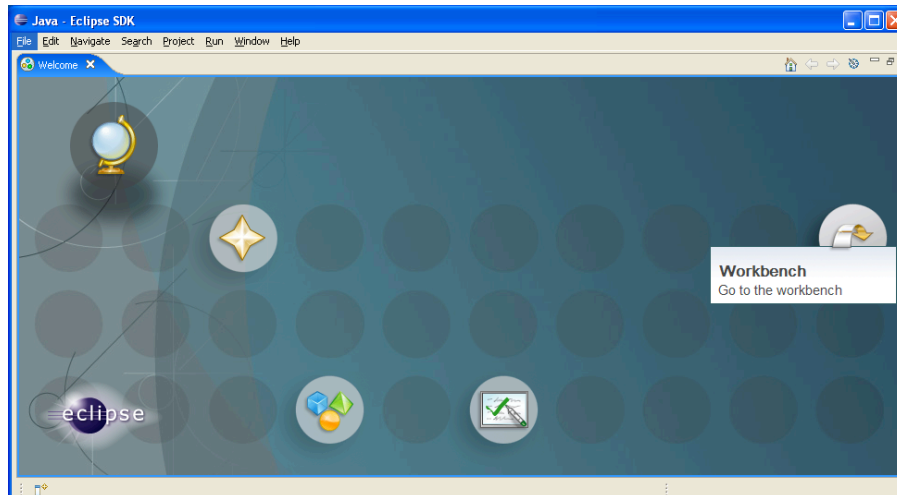 Java - Eclipse SDK
File Edit Navigate Search Project Run Window Help
Welcome
Workbench
Go to the workbench
eclipse